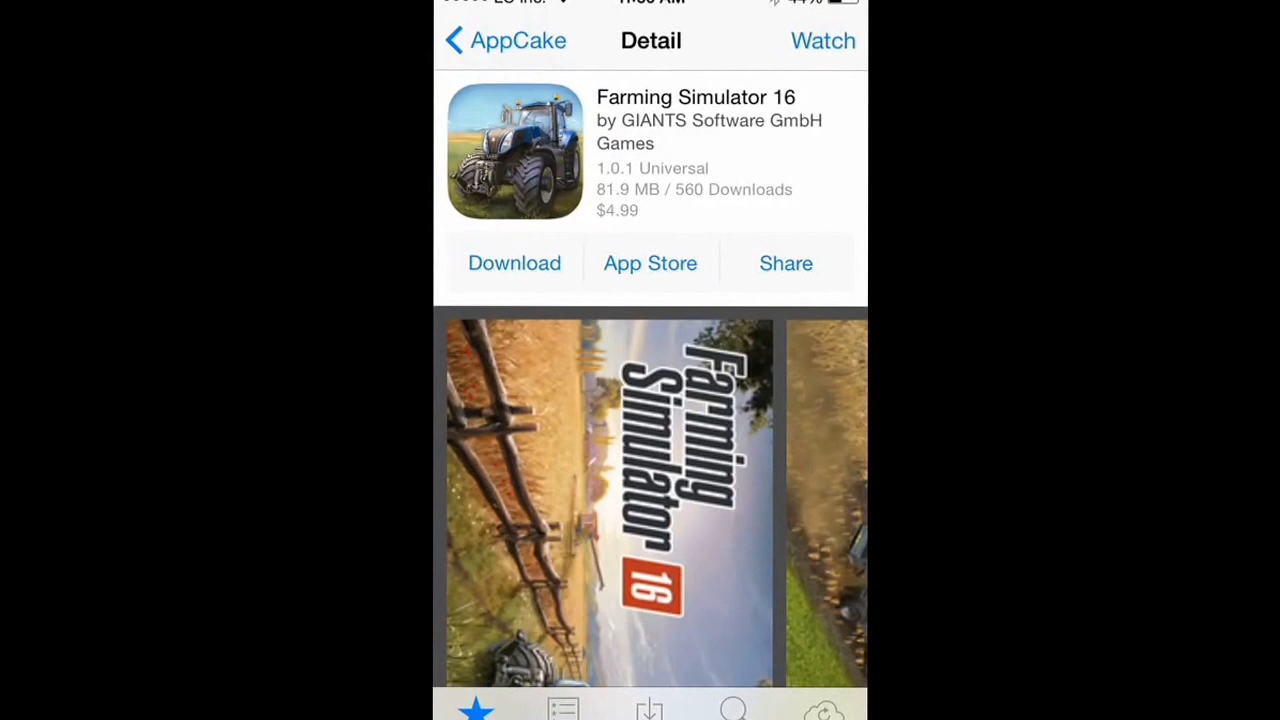 AppCake
Detail
Watch
Farming Simulator 16
by GIANTS Software GmbH
Games
1.0.1 Universal
81.9 MB / 560 Downloads
$4.99
Download
App Store
Share
Farming
Simulator 16